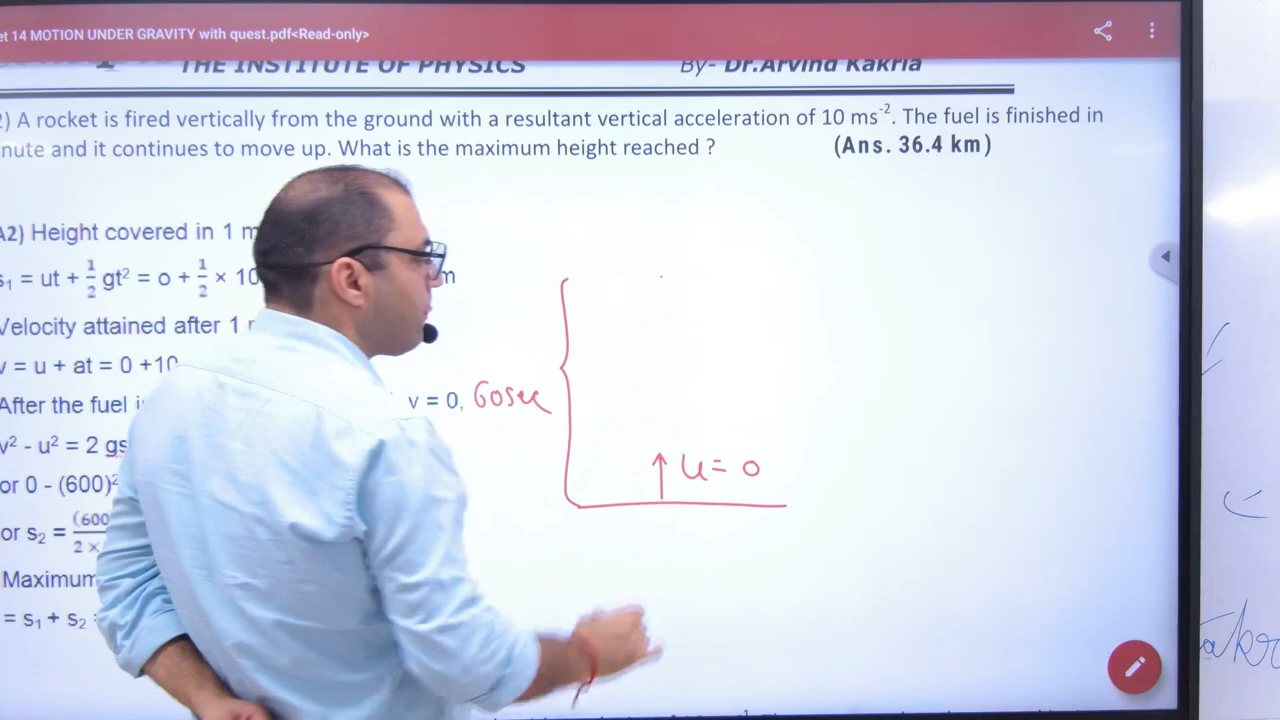 et 14 MOTION UNDER GRAVITY with quest.pdf<Read-only>
THE INSTITUTE OF PHYSICS By- Dr.Arvind Kakria
2) A rocket is fired vertically from the ground with a resultant vertical acceleration of 10 ms⁻². The fuel is finished in
nute and it continues to move up. What is the maximum height reached ? (Ans. 36.4 km)
A2) Height covered in 1 m
s₁ = ut + 1/2 gt² = o + 1/2 × 10 m
Velocity attained after 1
v = u + at = 0 +10
After the fuel i v = 0, 60sec
v² - u² = 2 gs
or 0 - (600)²
or s₂ = (600 / 2 ×
Maximum
= s₁ + s₂
↑ u = 0